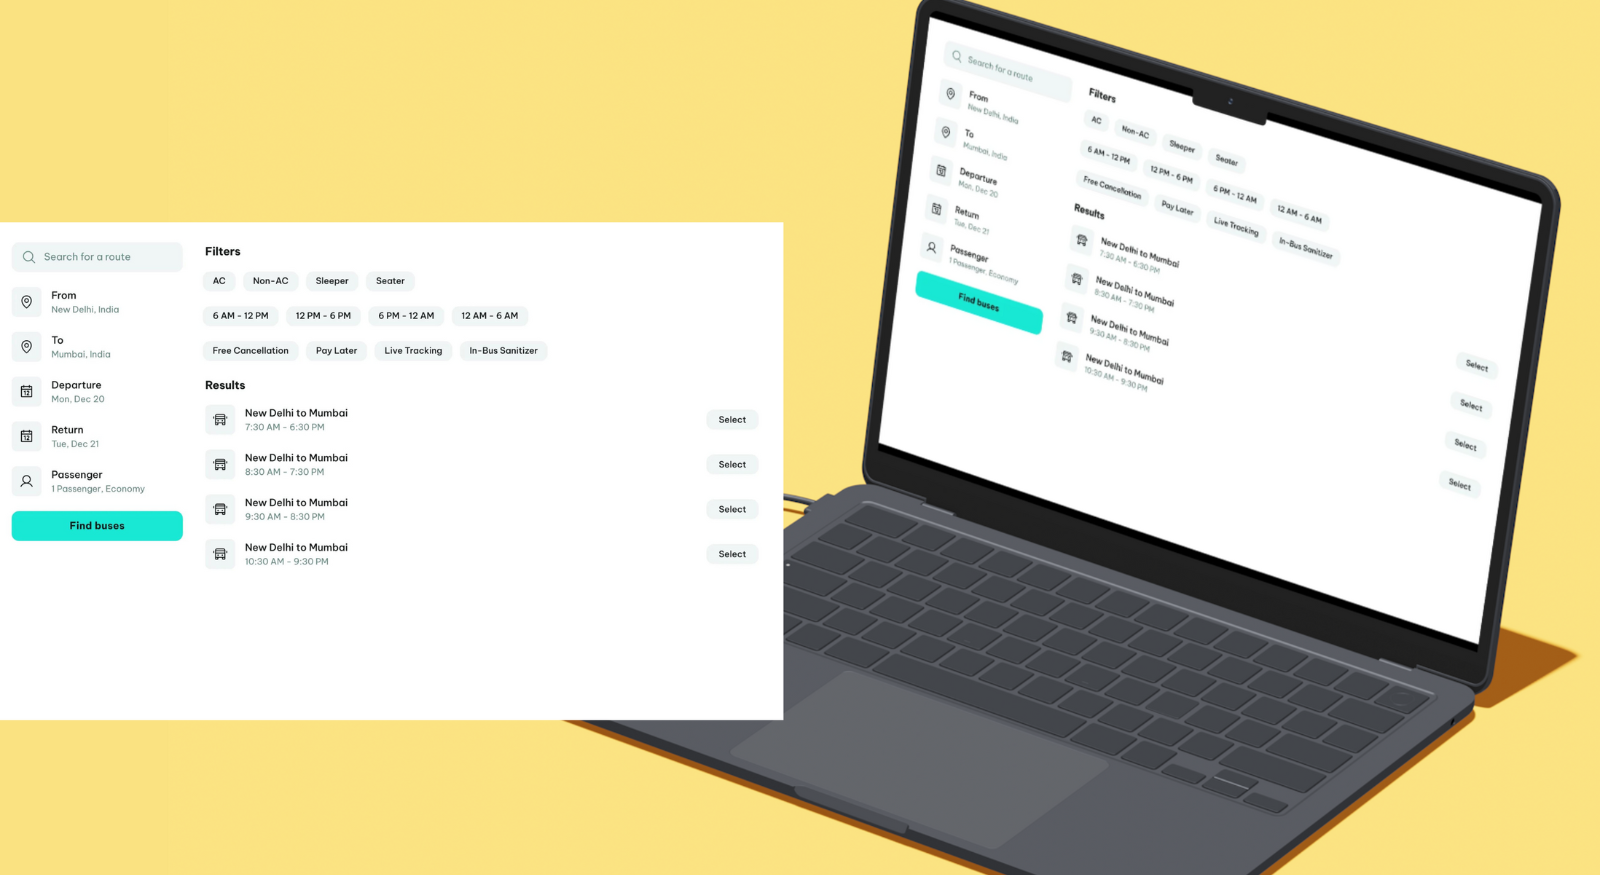 Search for a route
From
New Delhi, India
To
Mumbai, India
Departure
Mon, Dec 20
Return
Tue, Dec 21
Passenger
1 Passenger, Economy
Find buses
Filters
AC Non-AC Sleeper Seater
6 AM - 12 PM 12 PM - 6 PM 6 PM - 12 AM 12 AM - 6 AM
Free Cancellation Pay Later Live Tracking In-Bus Sanitizer
Results
New Delhi to Mumbai
7:30 AM - 6:30 PM
Select
New Delhi to Mumbai
8:30 AM - 7:30 PM
Select
New Delhi to Mumbai
9:30 AM - 8:30 PM
Select
New Delhi to Mumbai
10:30 AM - 9:30 PM
Select
Search for a route
From
New Delhi, India
To
Mumbai, India
Departure
Mon, Dec 20
Return
Tue, Dec 21
Passenger
1 Passenger, Economy
Find buses
Filters
AC Non-AC Sleeper Seater
6 AM - 12 PM 12 PM - 6 PM 6 PM - 12 AM 12 AM - 6 AM
Free Cancellation Pay Later Live Tracking In-Bus Sanitizer
Results
New Delhi to Mumbai
7:30 AM - 6:30 PM
Select
New Delhi to Mumbai
8:30 AM - 7:30 PM
Select
New Delhi to Mumbai
9:30 AM - 8:30 PM
Select
New Delhi to Mumbai
10:30 AM - 9:30 PM
Select